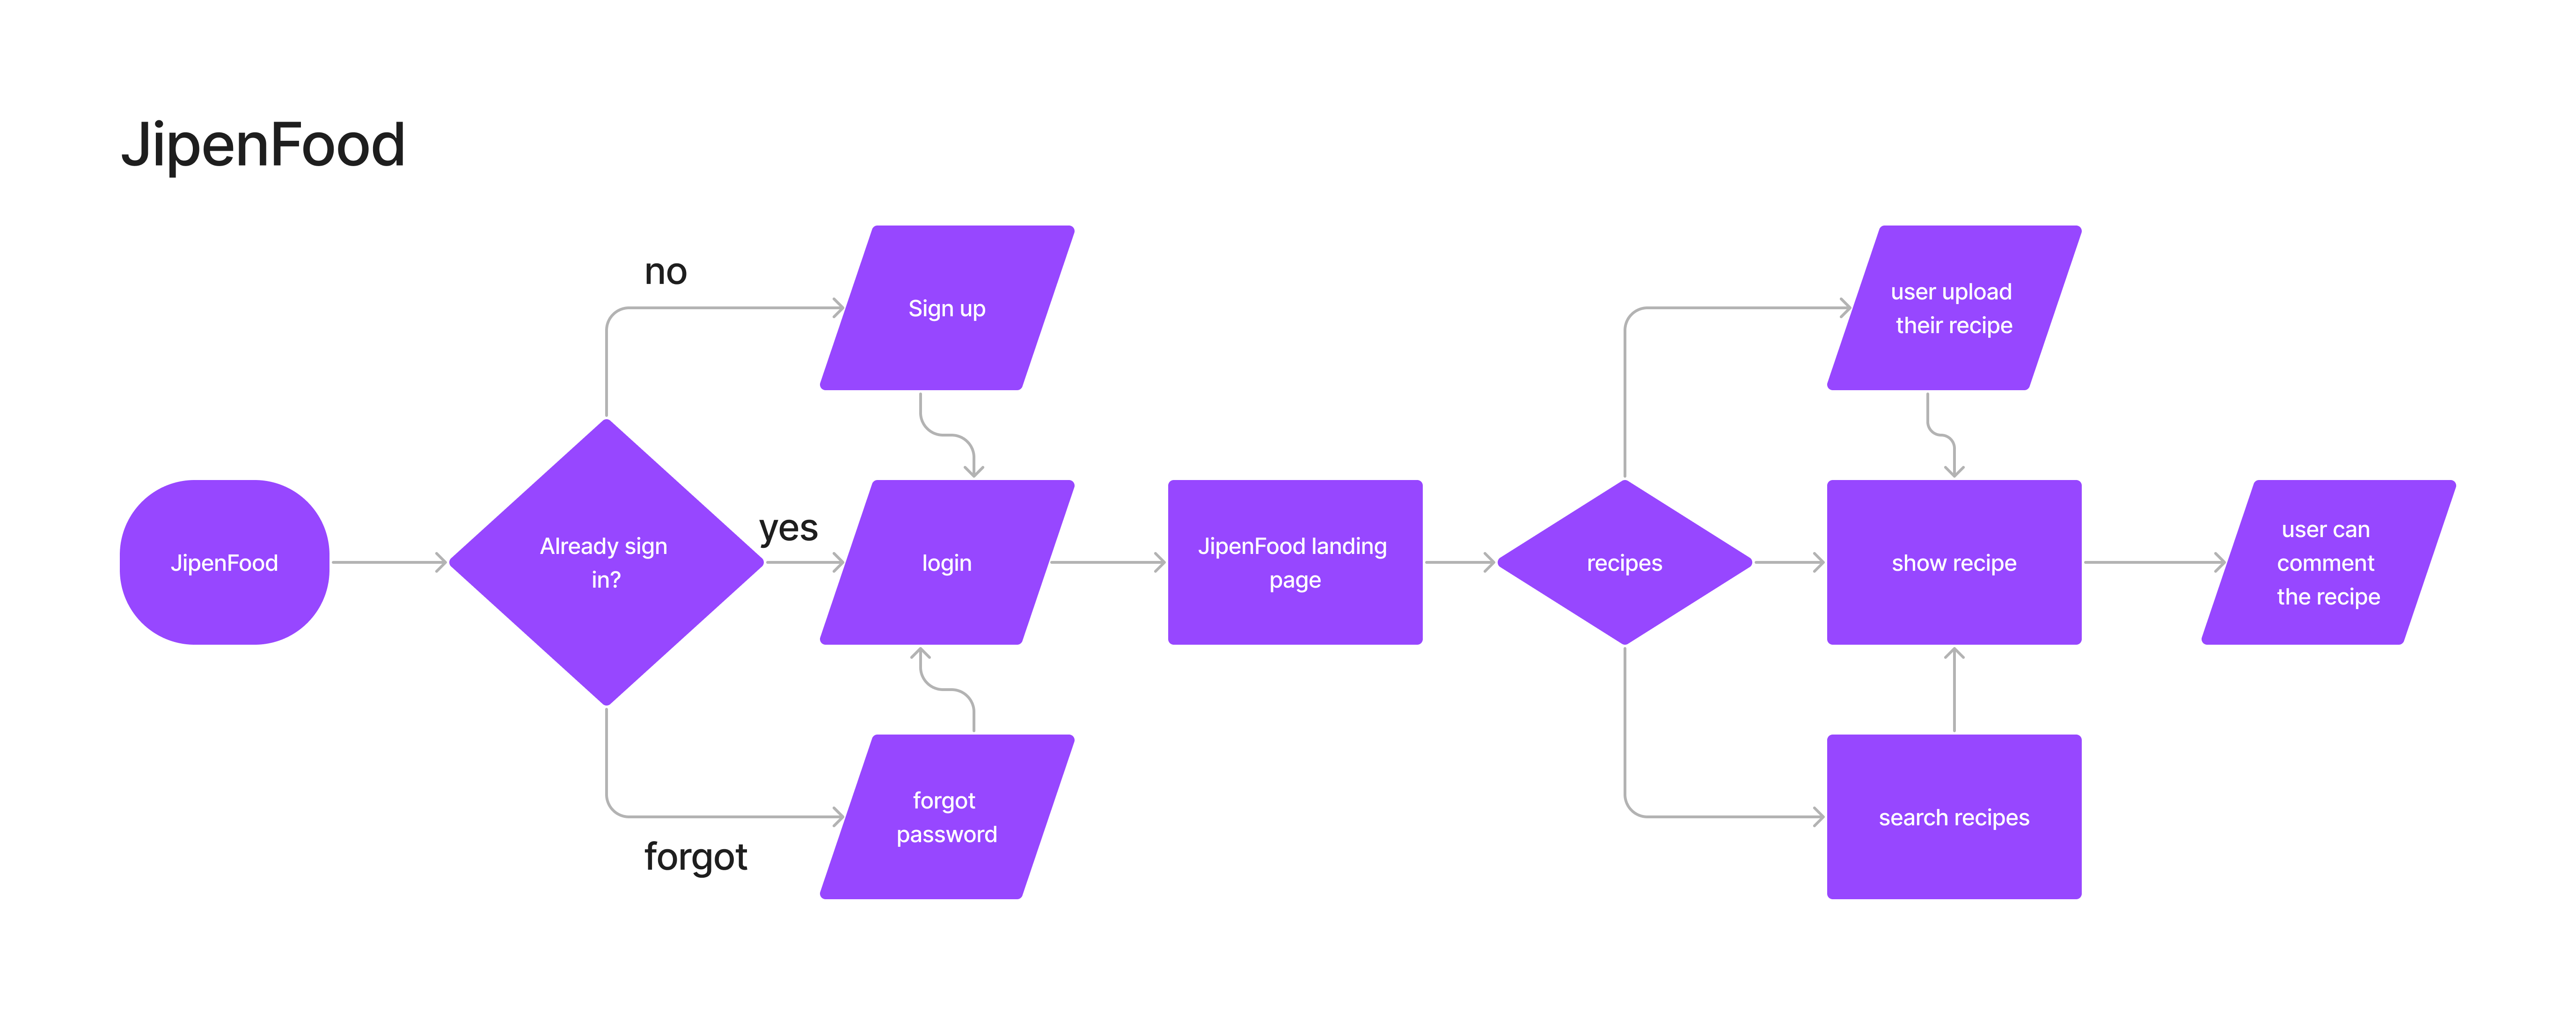 JipenFood
no
Sign up
user upload
their recipe
JipenFood
Already sign
in?
yes
login
JipenFood landing
page
recipes
show recipe
user can
comment
the recipe
forgot
forgot
password
search recipes